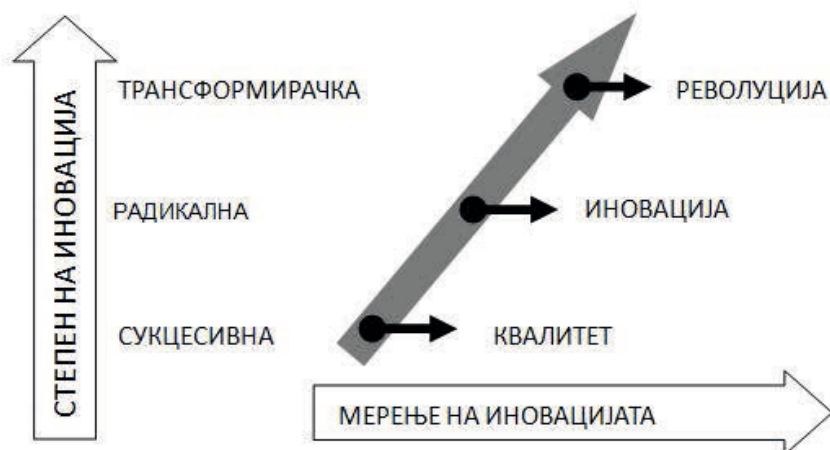 СТЕПЕН НА ИНОВАЦИЈА
ТРАНСФОРМИРАЧКА
РЕВОЛУЦИЈА
РАДИКАЛНА
ИНОВАЦИЈА
СУКЦЕСИВНА
КВАЛИТЕТ
МЕРЕЊЕ НА ИНОВАЦИЈАТА